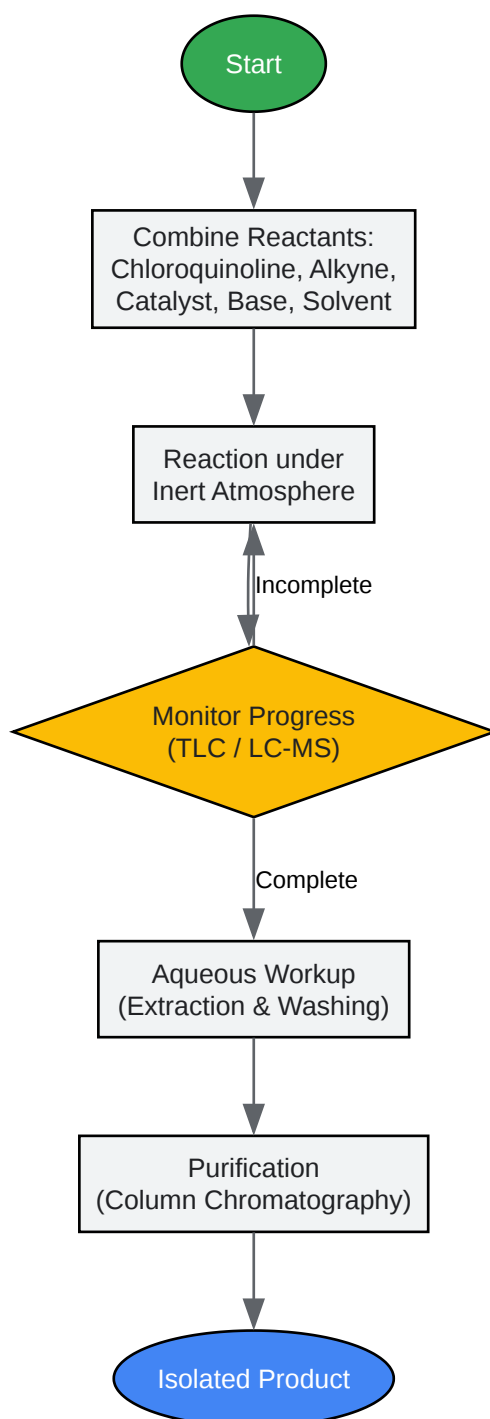 Start
Combine Reactants:
Chloroquinoline, Alkyne,
Catalyst, Base, Solvent
Reaction under
Inert Atmosphere
Incomplete
Monitor Progress
(TLC / LC-MS)
Complete
Aqueous Workup
(Extraction & Washing)
Purification
(Column Chromatography)
Isolated Product